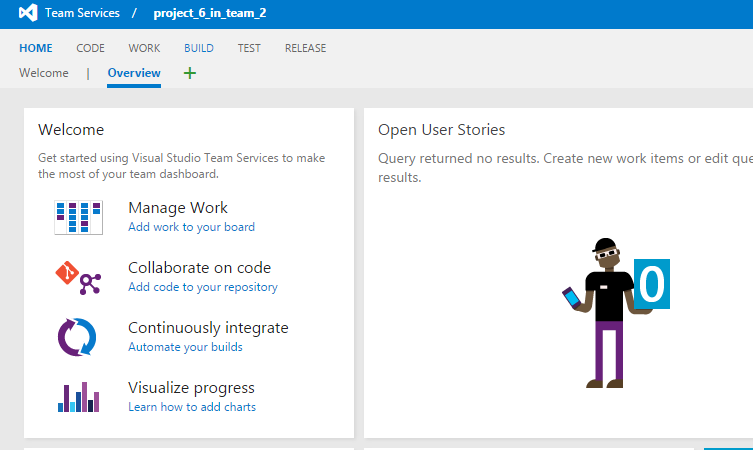 Team Services / project_6_in_team_2
HOME CODE WORK BUILD TEST RELEASE
Welcome | Overview +
Welcome
Get started using Visual Studio Team Services to make
the most of your team dashboard.
Manage Work
Add work to your board
Collaborate on code
Add code to your repository
Continuously integrate
Automate your builds
Visualize progress
Learn how to add charts
Open User Stories
Query returned no results. Create new work items or edit que
results.
0